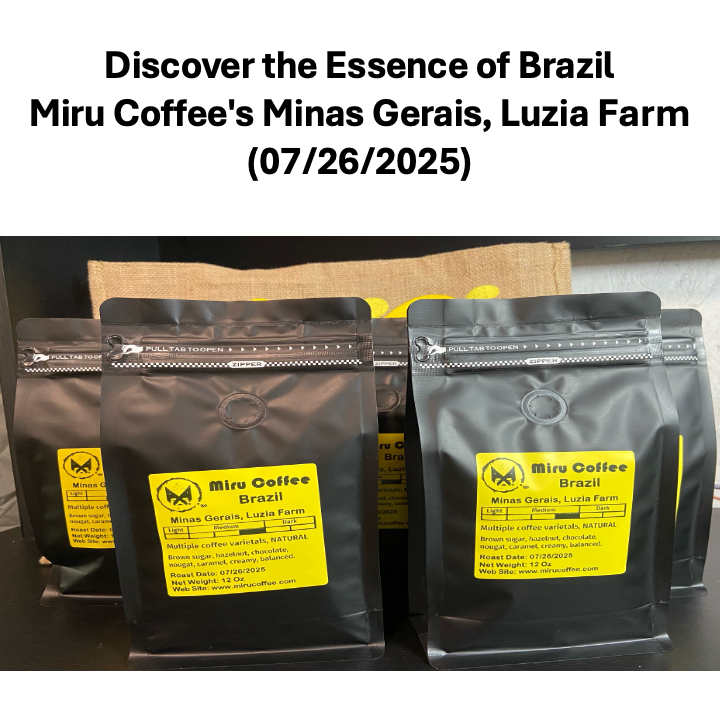 Discover the Essence of Brazil
Miru Coffee's Minas Gerais, Luzia Farm
(07/26/2025)
PULL TAB TO OPEN
ZIPPER
PULL TAB TO OPEN
ZIPPER
PULL TAB TO OPEN
Miru Coffee
Brazil
Minas Gerais, Luzia Farm
Light Medium Dark
Multiple coffee varietals, NATURAL
Brown sugar, hazelnut, chocolate,
nougat, caramel, creamy, balanced.
Roast Date: 07/26/2025
Net Weight: 12 Oz
Web Site: www.mirucoffee.com
Miru Coffee
Brazil
Minas Gerais, Luzia Farm
Light Medium Dark
Multiple coffee varietals, NATURAL
Brown sugar, hazelnut, chocolate,
nougat, caramel, creamy, balanced.
Roast Date: 07/26/2025
Net Weight: 12 Oz
Web Site: www.mirucoffee.com